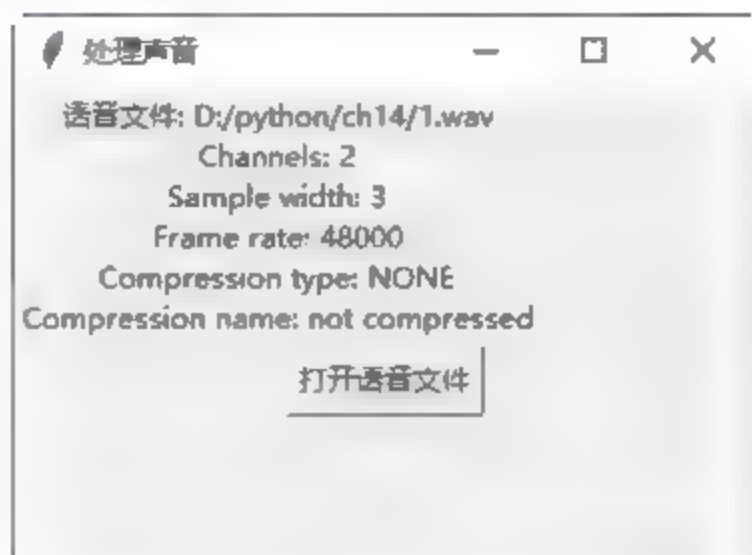 处理声音
语音文件: D:/python/ch14/1.wav
Channels: 2
Sample width: 3
Frame rate: 48000
Compression type: NONE
Compression name: not compressed
打开语音文件